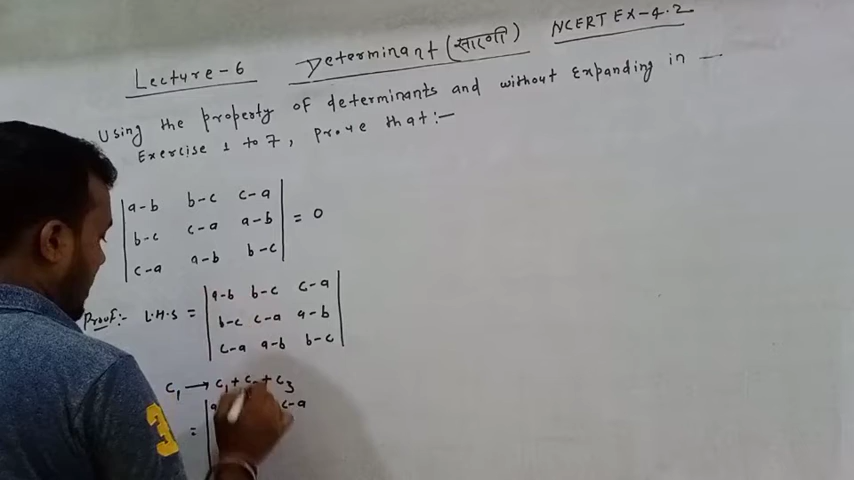 Lecture-6 Determinant (सारणी) NCERT EX-4.2
Using the property of determinants and without Expanding in —
Exercise 1 to 7, prove that:—
a-b b-c c-a
b-c c-a a-b = 0
c-a a-b b-c
Proof:- L.H.S =
a-b b-c c-a
b-c c-a a-b
c-a a-b b-c
C₁ → C₁ + C₂ + C₃
= c-a
3